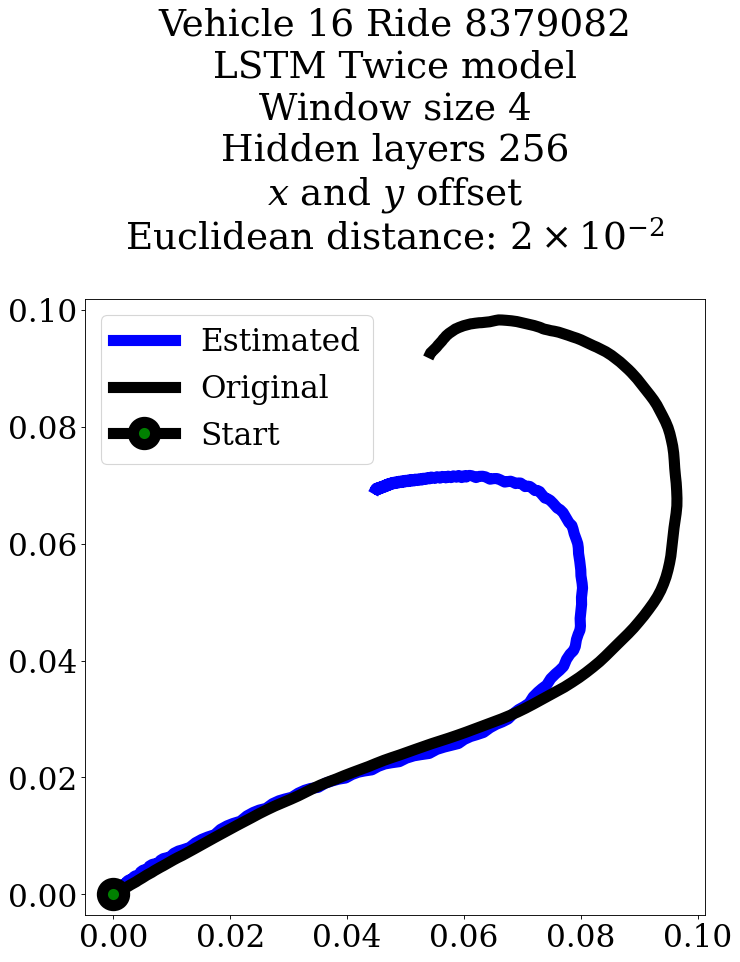 Vehicle 16 Ride 8379082
LSTM Twice model
Window size 4
Hidden layers 256
x and y offset
Euclidean distance: 2 × 10⁻²
Estimated
Original
Start
0.10
0.08
0.06
0.04
0.02
0.00
0.00 0.02 0.04 0.06 0.08 0.10